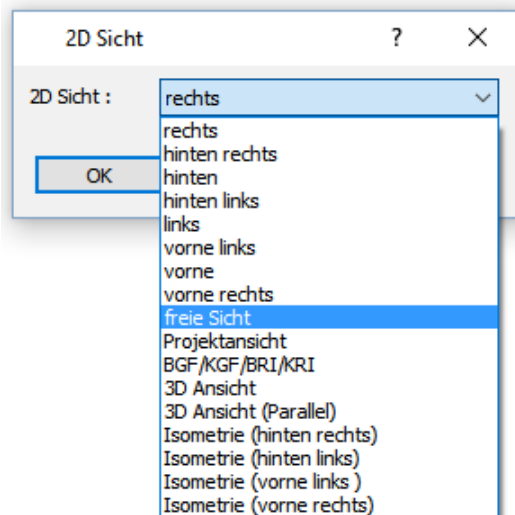 2D Sicht ?
2D Sicht : rechts
rechts
hinten rechts
OK
hinten
hinten links
links
vorne links
vorne
vorne rechts
freie Sicht
Projektansicht
BGF/KGF/BRI/KRI
3D Ansicht
3D Ansicht (Parallel)
Isometrie (hinten rechts)
Isometrie (hinten links)
Isometrie (vorne links )
Isometrie (vorne rechts)